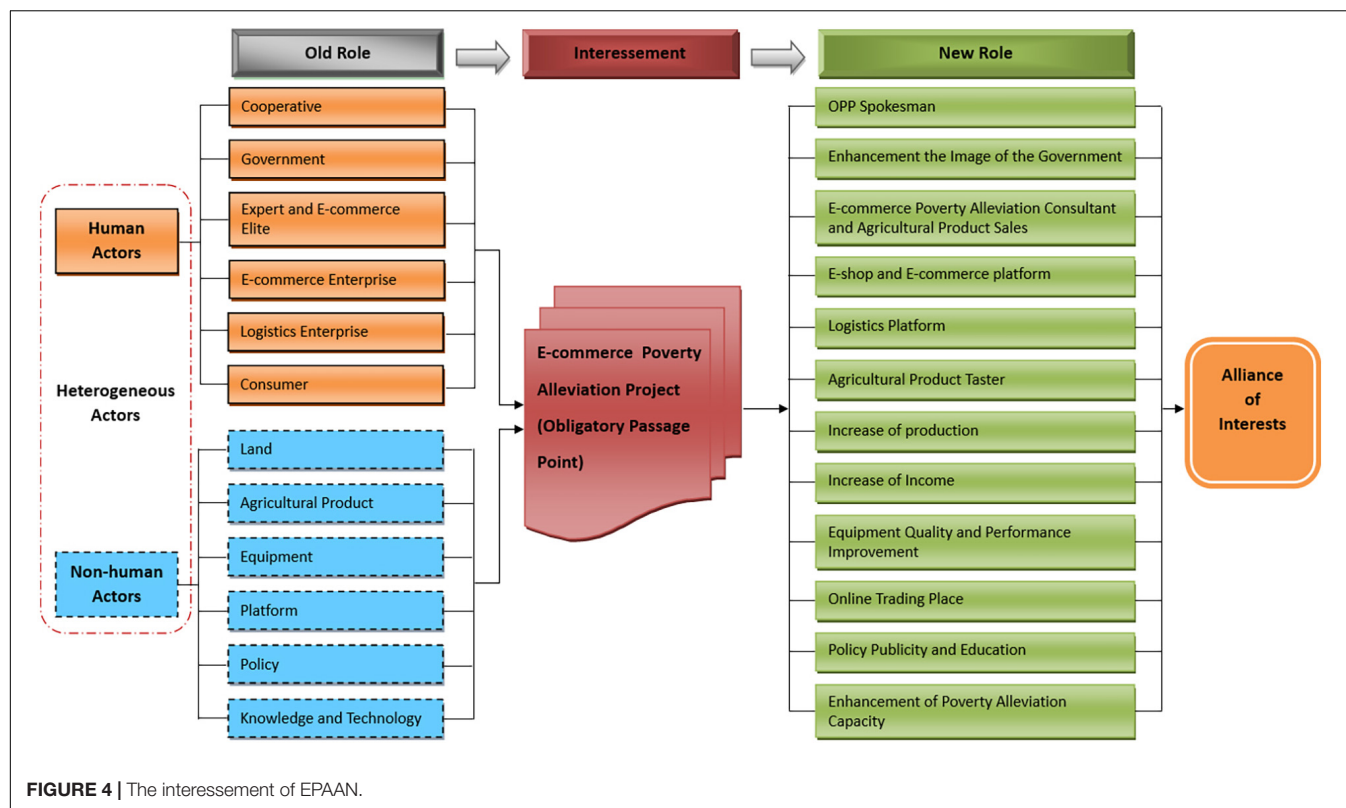 Old Role
Interessement
New Role
Human
Actors
Heterogeneous
Actors
Non-human
Actors
Cooperative
Government
Expert and E-commerce
Elite
E-commerce Enterprise
Logistics Enterprise
Consumer
Land
Agricultural Product
Equipment
Platform
Policy
Knowledge and Technology
E-commerce Poverty
Alleviation Project
(Obligatory Passage
Point)
OPP Spokesman
Enhancement the Image of the Government
E-commerce Poverty Alleviation Consultant
and Agricultural Product Sales
E-shop and E-commerce platform
Logistics Platform
Agricultural Product Taster
Increase of production
Increase of Income
Equipment Quality and Performance
Improvement
Online Trading Place
Policy Publicity and Education
Enhancement of Poverty Alleviation
Capacity
Alliance
of
Interests
FIGURE 4 | The interessement of EPAAN.